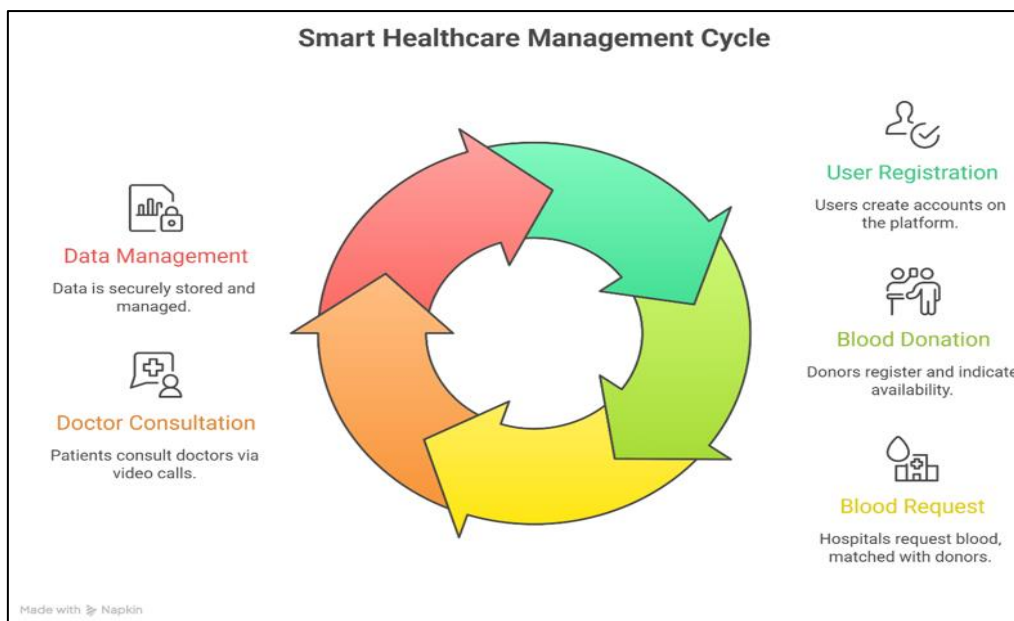 Smart Healthcare Management Cycle
User Registration
Users create accounts on
the platform.
Blood Donation
Donors register and indicate
availability.
Blood Request
Hospitals request blood,
matched with donors.
Doctor Consultation
Patients consult doctors via
video calls.
Data Management
Data is securely stored and
managed.
Made with Napkin